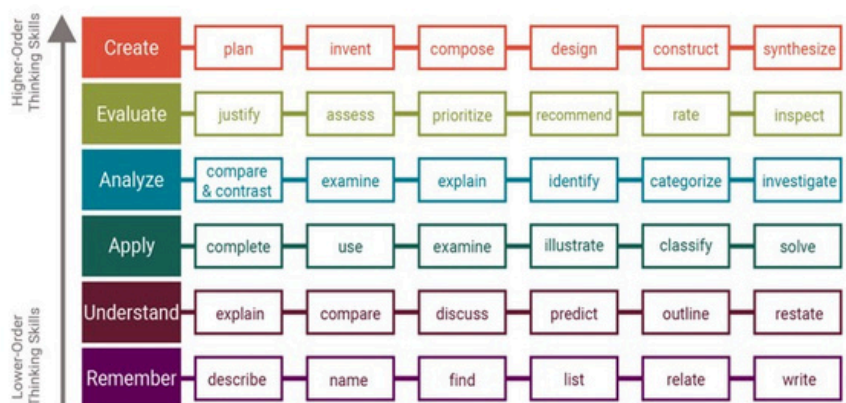 Higher-Order
Thinking Skills
Create plan invent compose design construct synthesize
Evaluate justify assess prioritize recommend rate inspect
Analyze compare
& contrast examine explain identify categorize investigate
Apply complete use examine illustrate classify solve
Understand explain compare discuss predict outline restate
Lower-Order
Thinking Skills
Remember describe name find list relate write